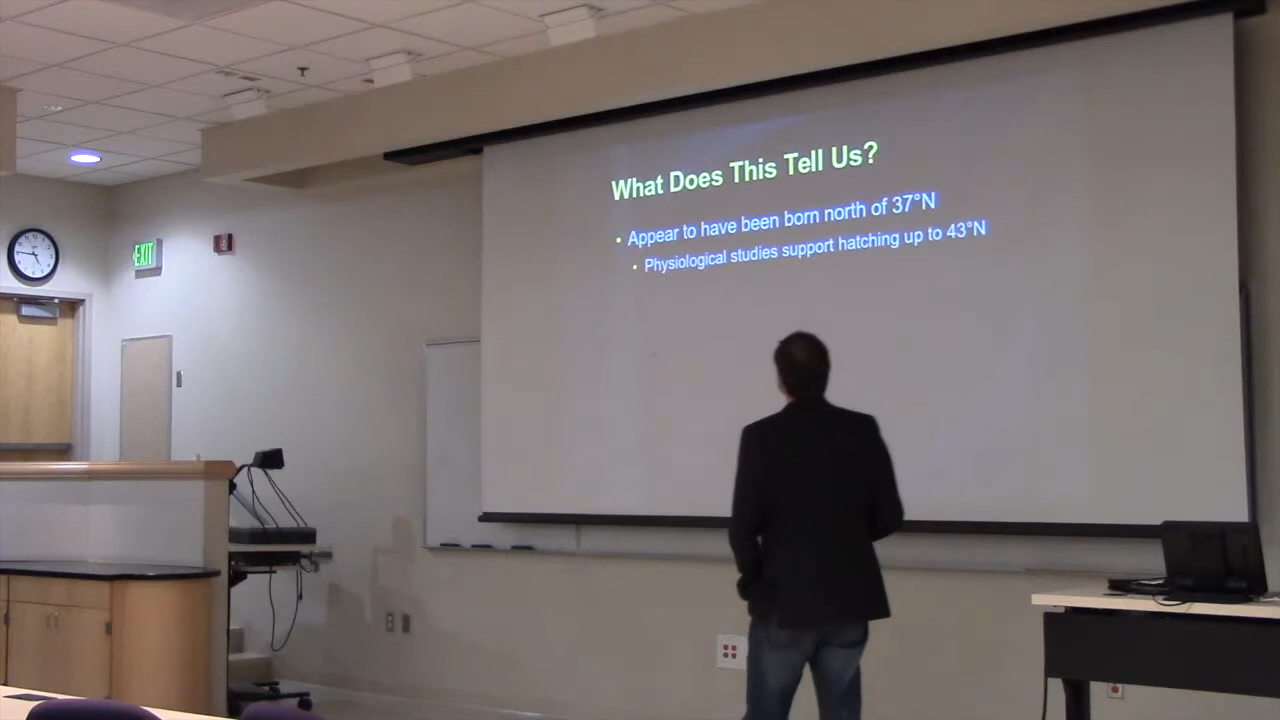 What Does This Tell Us?
• Appear to have been born north of 37°N
• Physiological studies support hatching up to 43°N
EXIT